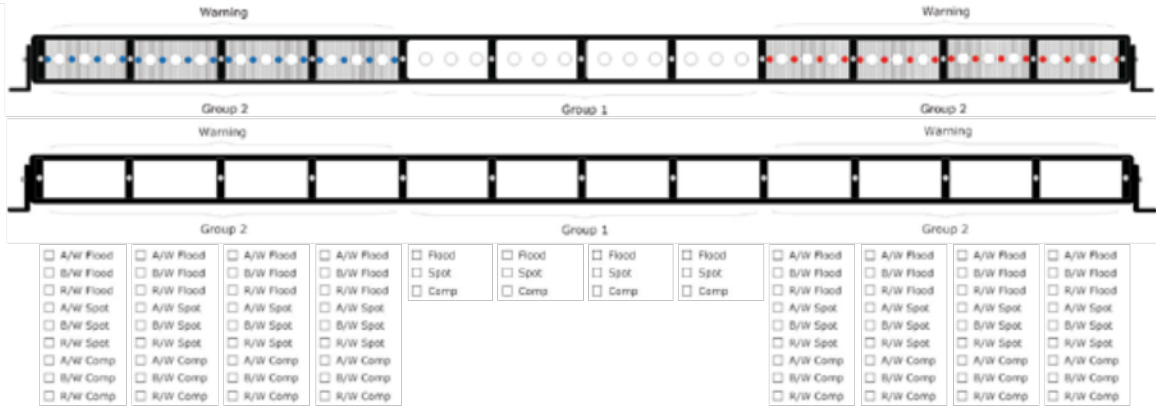 Warning Warning
Group 2 Group 1 Group 2
Warning Warning
Group 2 Group 1 Group 2
A/W Flood A/W Flood A/W Flood A/W Flood Flood Flood Flood Flood A/W Flood A/W Flood A/W Flood A/W Flood
B/W Flood B/W Flood B/W Flood B/W Flood Spot Spot Spot Spot B/W Flood B/W Flood B/W Flood B/W Flood
R/W Flood R/W Flood R/W Flood R/W Flood Comp Comp Comp Comp R/W Flood R/W Flood R/W Flood R/W Flood
A/W Spot A/W Spot A/W Spot A/W Spot A/W Spot A/W Spot A/W Spot A/W Spot
B/W Spot B/W Spot B/W Spot B/W Spot B/W Spot B/W Spot B/W Spot B/W Spot
R/W Spot R/W Spot R/W Spot R/W Spot R/W Spot R/W Spot R/W Spot R/W Spot
A/W Comp A/W Comp A/W Comp A/W Comp A/W Comp A/W Comp A/W Comp A/W Comp
B/W Comp B/W Comp B/W Comp B/W Comp B/W Comp B/W Comp B/W Comp B/W Comp
R/W Comp R/W Comp R/W Comp R/W Comp R/W Comp R/W Comp R/W Comp R/W Comp